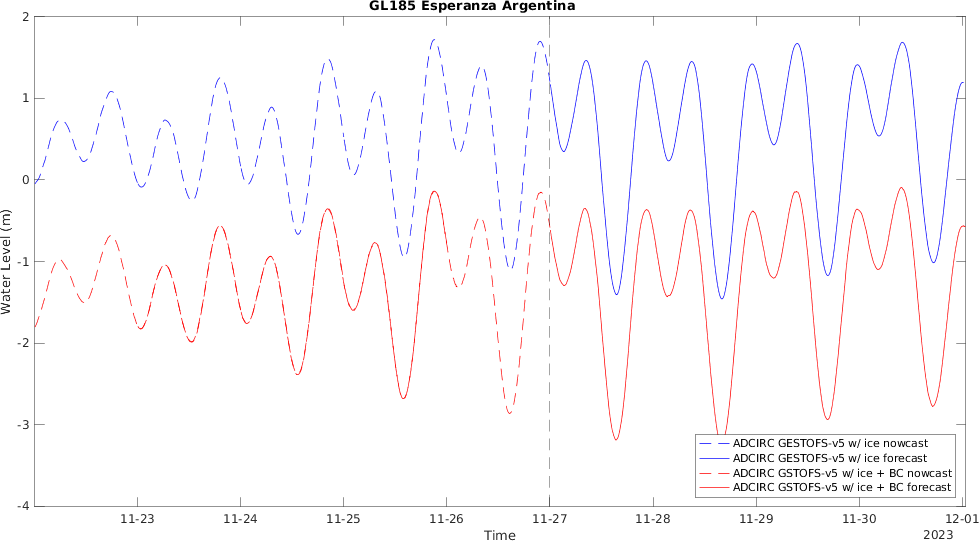 GL185 Esperanza Argentina
Water Level (m)
2
1
0
-1
-2
-3
-4
11-23
11-24
11-25
11-26
11-27
11-28
11-29
11-30
12-01
2023
Time
ADCIRC GESTOFS-v5 w/ ice nowcast
ADCIRC GESTOFS-v5 w/ ice forecast
ADCIRC GSTOFS-v5 w/ ice + BC nowcast
ADCIRC GSTOFS-v5 w/ ice + BC forecast